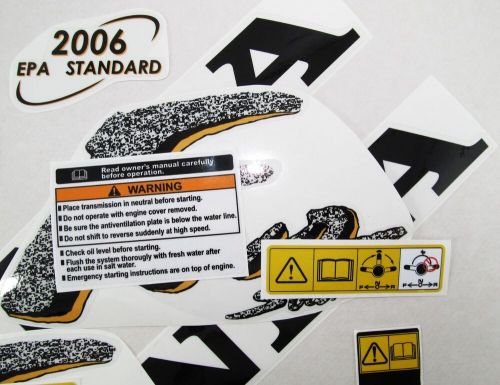 2006
EPA STANDARD
A
A
Read owner's manual carefully
before operation.
WARNING
Place transmission in neutral before starting.
Do not operate with engine cover removed.
Be sure the antiventilation plate is below the water line.
Do not shift to reverse suddenly at high speed.
Check oil level before starting.
Flush the system thorougly with fresh water after
each use in salt water.
Emergency starting instructions are on top of engine.
N
F R
N
F R